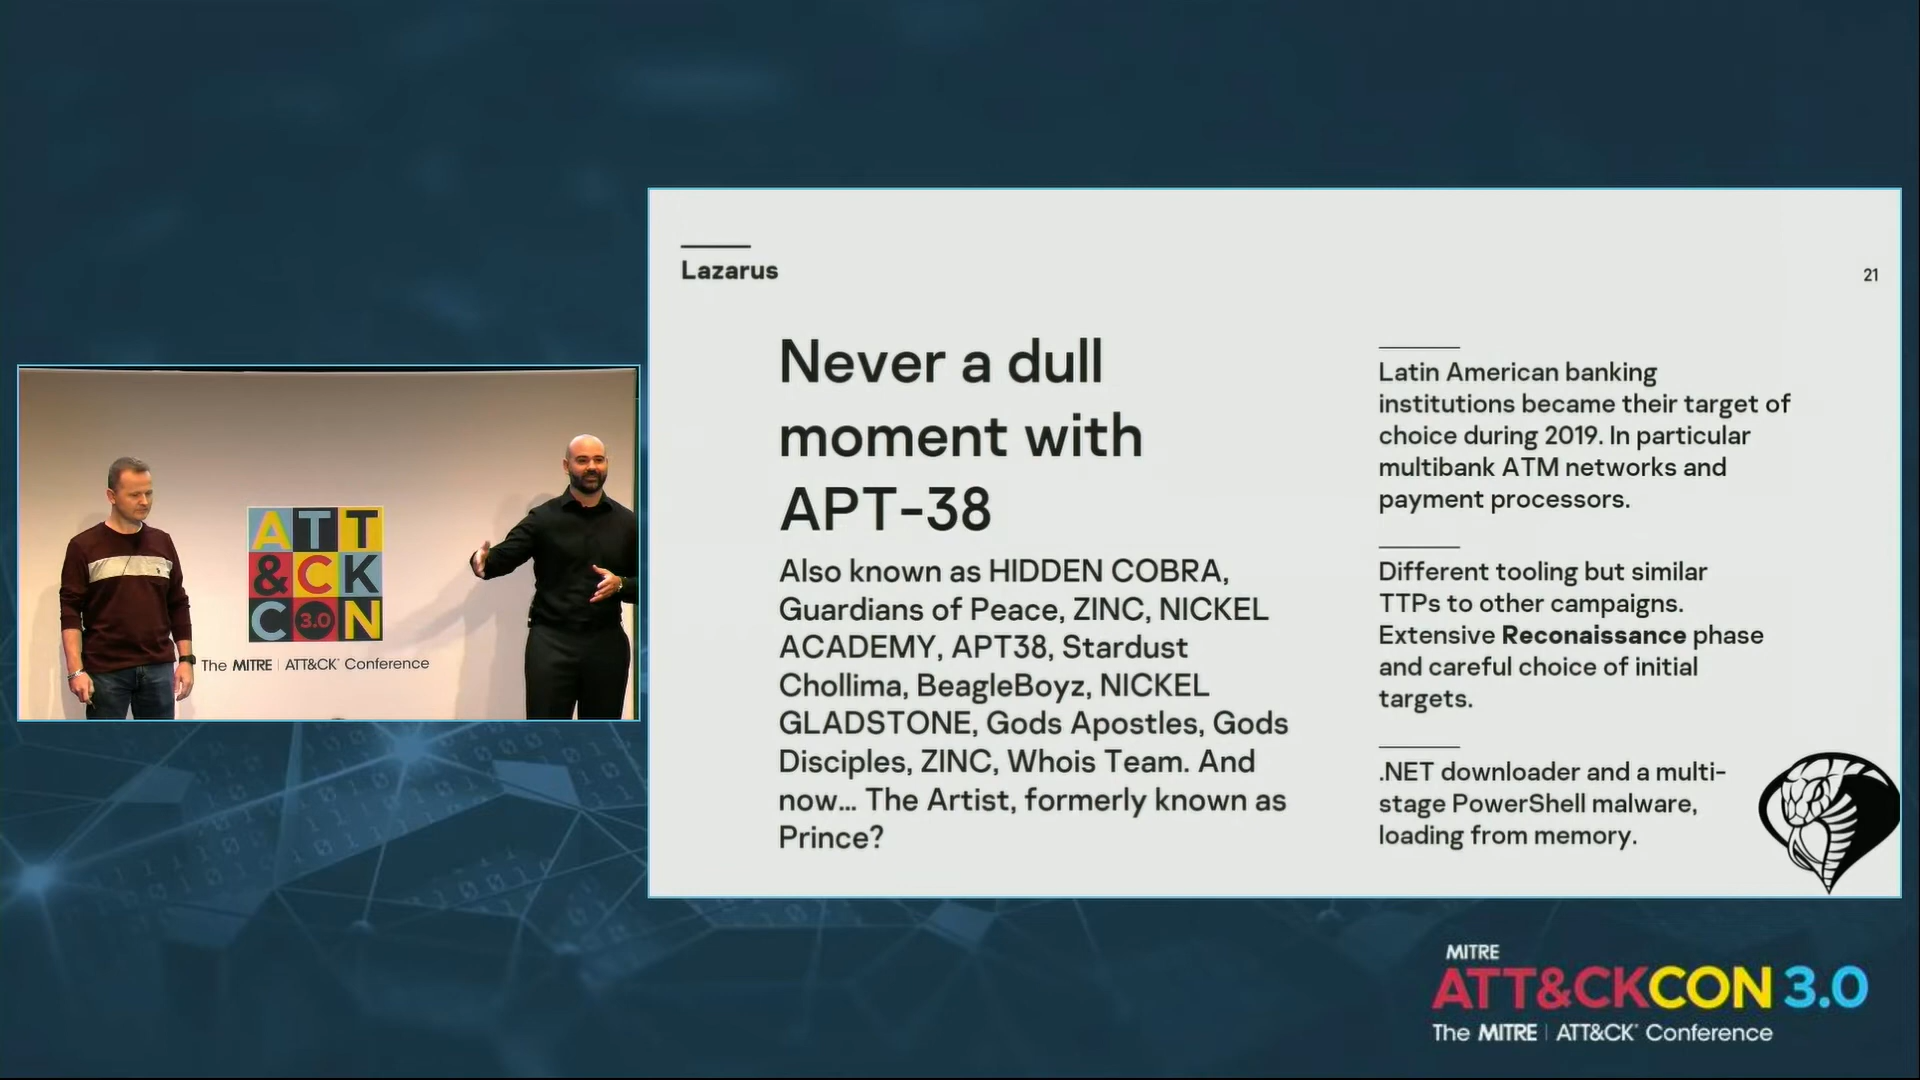 Lazarus
21
Never a dull
moment with
APT-38
Also known as HIDDEN COBRA,
Guardians of Peace, ZINC, NICKEL
ACADEMY, APT38, Stardust
Chollima, BeagleBoyz, NICKEL
GLADSTONE, Gods Apostles, Gods
Disciples, ZINC, Whois Team. And
now... The Artist, formerly known as
Prince?
Latin American banking
institutions became their target of
choice during 2019. In particular
multibank ATM networks and
payment processors.
Different tooling but similar
TTPs to other campaigns.
Extensive Reconaissance phase
and careful choice of initial
targets.
.NET downloader and a multi-
stage PowerShell malware,
loading from memory.
ATT
&CK
CON
3.0
The MITRE | ATT&CK® Conference
MITRE
ATT&CKCON 3.0
The MITRE | ATT&CK® Conference